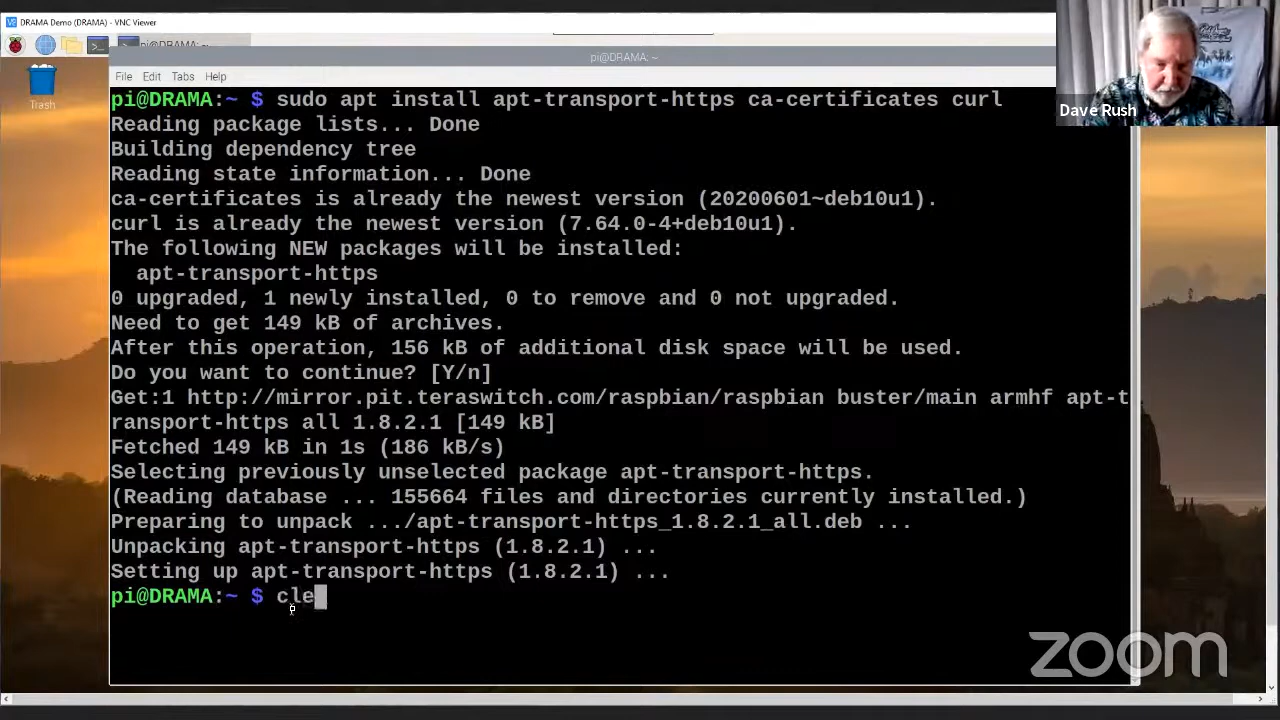 DRAMA Demo (DRAMA) - VNC Viewer
pi@DRAMA: ~
pi@DRAMA: ~
File Edit Tabs Help
Trash
Dave Rush
pi@DRAMA:~ $ sudo apt install apt-transport-https ca-certificates curl
Reading package lists... Done
Building dependency tree
Reading state information... Done
ca-certificates is already the newest version (20200601~deb10u1).
curl is already the newest version (7.64.0-4+deb10u1).
The following NEW packages will be installed:
apt-transport-https
0 upgraded, 1 newly installed, 0 to remove and 0 not upgraded.
Need to get 149 kB of archives.
After this operation, 156 kB of additional disk space will be used.
Do you want to continue? [Y/n]
Get:1 http://mirror.pit.teraswitch.com/raspbian/raspbian buster/main armhf apt-t
ransport-https all 1.8.2.1 [149 kB]
Fetched 149 kB in 1s (186 kB/s)
Selecting previously unselected package apt-transport-https.
(Reading database ... 155664 files and directories currently installed.)
Preparing to unpack .../apt-transport-https_1.8.2.1_all.deb ...
Unpacking apt-transport-https (1.8.2.1) ...
Setting up apt-transport-https (1.8.2.1) ...
pi@DRAMA:~ $ cle
zoom